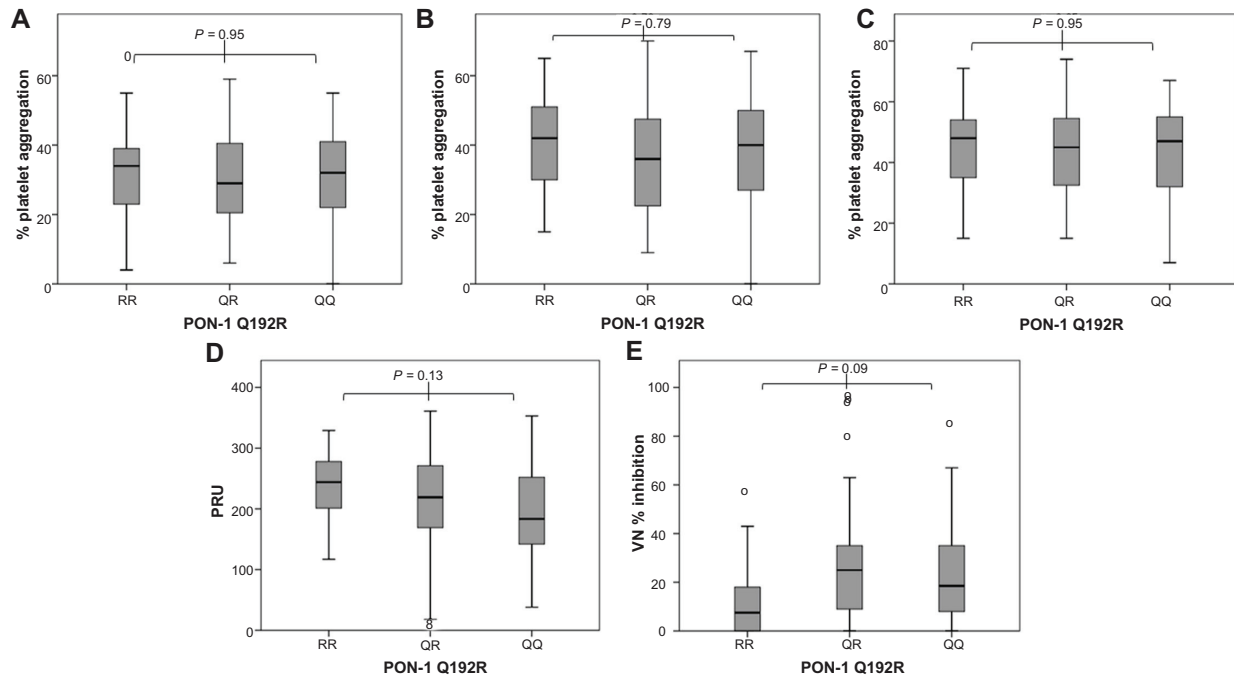 A
P = 0.95
% platelet aggregation
60
40
20
0
RR QR QQ
PON-1 Q192R
B
P = 0.79
% platelet aggregation
60
40
20
0
RR QR QQ
PON-1 Q192R
C
P = 0.95
% platelet aggregation
80
60
40
20
0
RR QR QQ
PON-1 Q192R
D
P = 0.13
PRU
400
300
200
100
0
RR QR QQ
PON-1 Q192R
E
P = 0.09
VN % inhibition
100
80
60
40
20
0
RR QR QQ
PON-1 Q192R